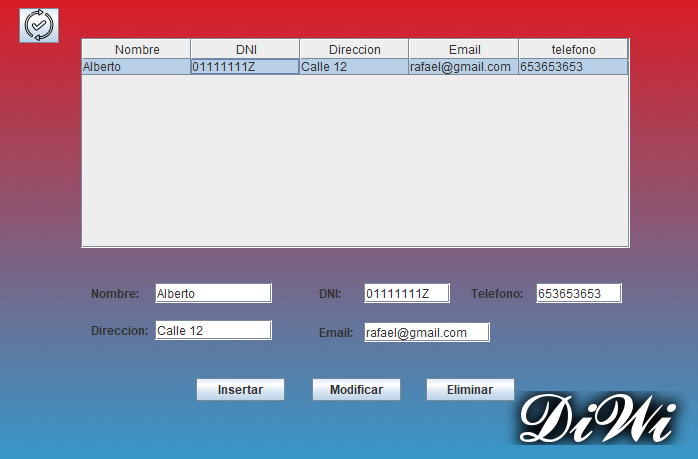 Nombre DNI Direccion Email telefono
Alberto 01111111Z Calle 12 rafael@gmail.com 653653653
Nombre: Alberto DNI: 01111111Z Telefono: 653653653
Direccion: Calle 12 Email: rafael@gmail.com
Insertar Modificar Eliminar
DiWi